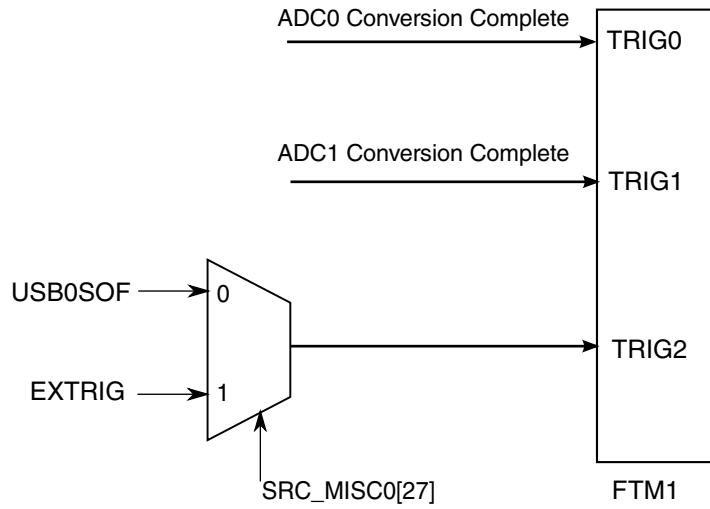 ADC0 Conversion Complete
TRIG0
ADC1 Conversion Complete
TRIG1
USB0SOF
0
TRIG2
EXTRIG
1
SRC_MISC0[27]
FTM1